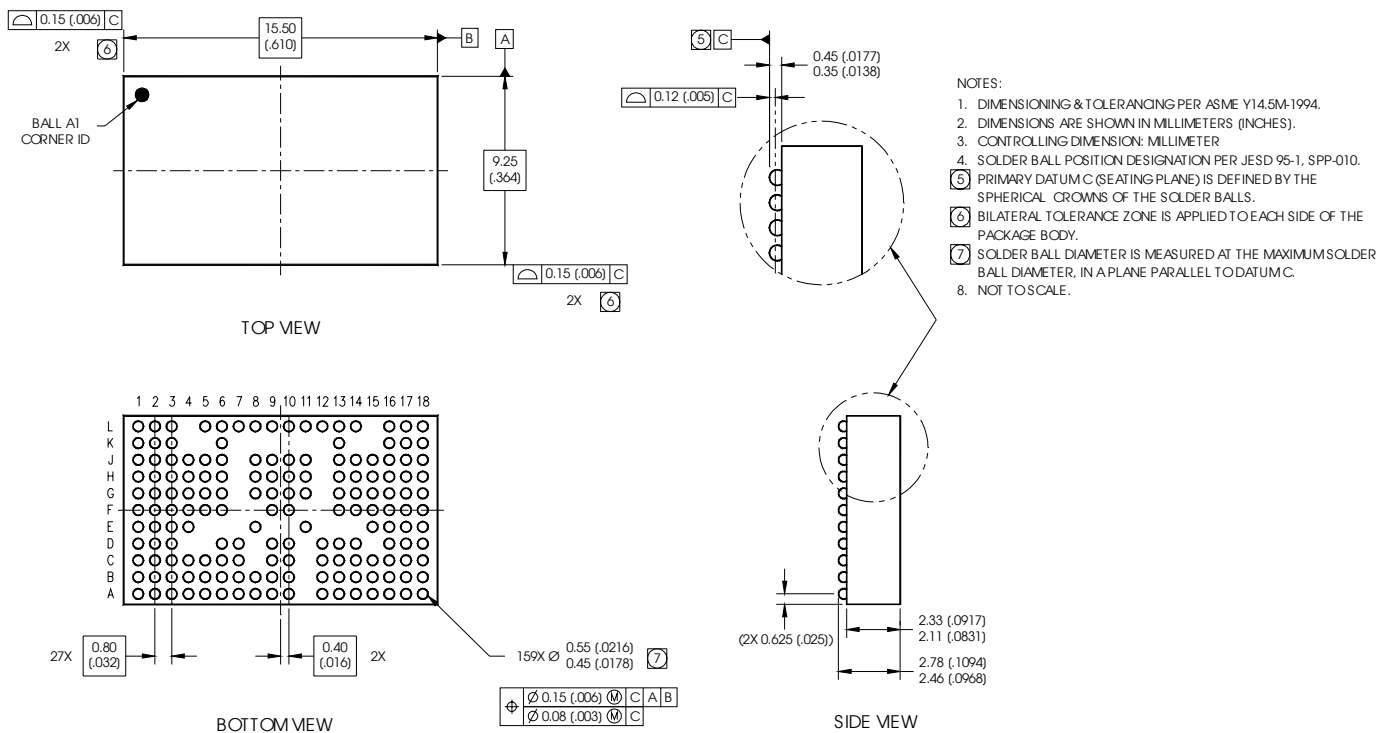 0.15 (.006) C
2X 6
15.50
(.610)
B
A
BALL A1
CORNER ID
9.25
(.364)
0.15 (.006) C
2X 6
TOP VIEW
5 C
0.45 (.0177)
0.35 (.0138)
0.12 (.005) C
NOTES:
1. DIMENSIONING & TOLERANCING PER ASME Y14.5M-1994.
2. DIMENSIONS ARE SHOWN IN MILLIMETERS (INCHES).
3. CONTROLLING DIMENSION: MILLIMETER
4. SOLDER BALL POSITION DESIGNATION PER JESD 95-1, SPP-010.
5 PRIMARY DATUM C (SEATING PLANE) IS DEFINED BY THE
SPHERICAL CROWNS OF THE SOLDER BALLS.
6 BILATERAL TOLERANCE ZONE IS APPLIED TO EACH SIDE OF THE
PACKAGE BODY.
7 SOLDER BALL DIAMETER IS MEASURED AT THE MAXIMUM SOLDER
BALL DIAMETER, IN A PLANE PARALLEL TO DATUM C.
8. NOT TO SCALE.
1 2 3 4 5 6 7 8 9 10 11 12 13 14 15 16 17 18
L
K
J
H
G
F
E
D
C
B
A
27X 0.80
(.032)
0.40
(.016) 2X
159X Ø 0.55 (.0216)
0.45 (.0178) 7
Ø 0.15 (.006) M C A B
Ø 0.08 (.003) M C
BOTTOM VIEW
(2X 0.625 (.025))
2.33 (.0917)
2.11 (.0831)
2.78 (.1094)
2.46 (.0968)
SIDE VIEW